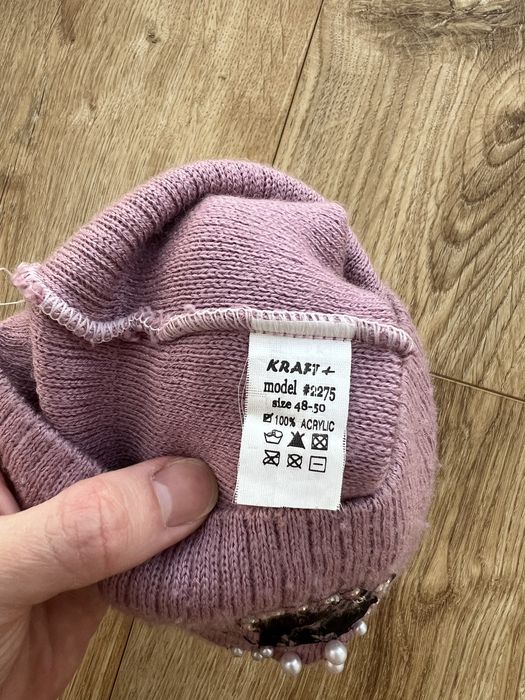 KRAFT +
model #2275
size 48-50
100% ACRYLIC